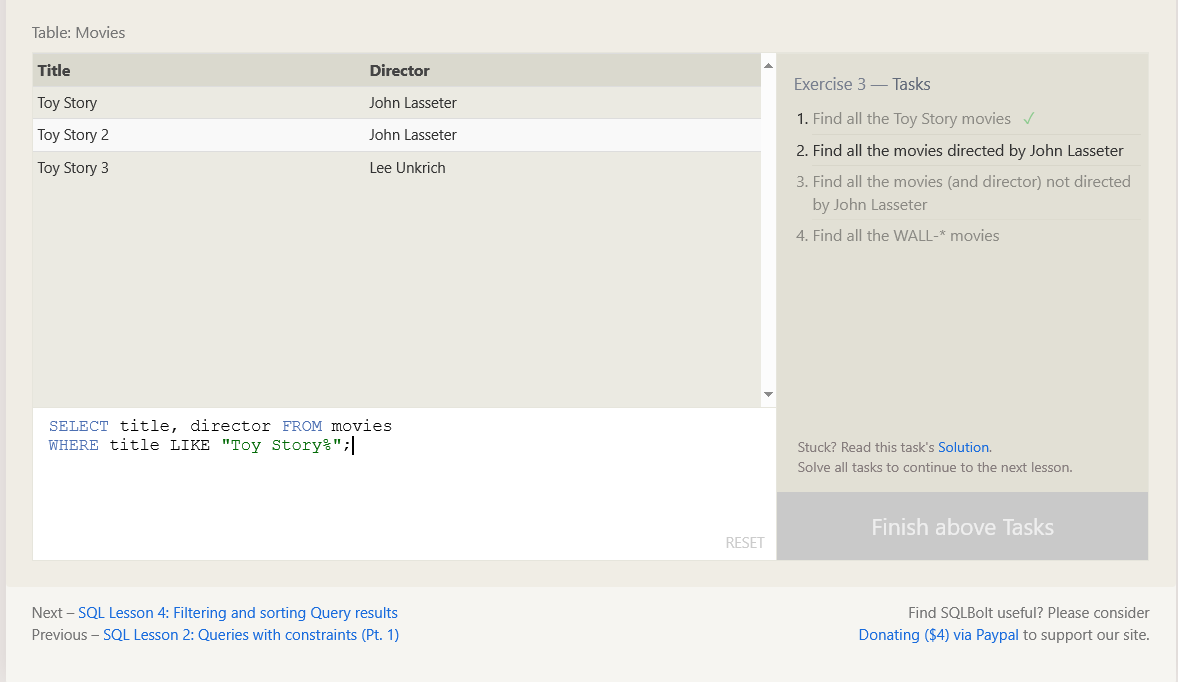 Table: Movies
Title Director
Toy Story John Lasseter
Toy Story 2 John Lasseter
Toy Story 3 Lee Unkrich
SELECT title, director FROM movies
WHERE title LIKE "Toy Story%";
RESET
Exercise 3 — Tasks
1. Find all the Toy Story movies ✓
2. Find all the movies directed by John Lasseter
3. Find all the movies (and director) not directed
by John Lasseter
4. Find all the WALL-* movies
Stuck? Read this task's Solution.
Solve all tasks to continue to the next lesson.
Finish above Tasks
Next – SQL Lesson 4: Filtering and sorting Query results
Previous – SQL Lesson 2: Queries with constraints (Pt. 1)
Find SQLBolt useful? Please consider
Donating ($4) via Paypal to support our site.